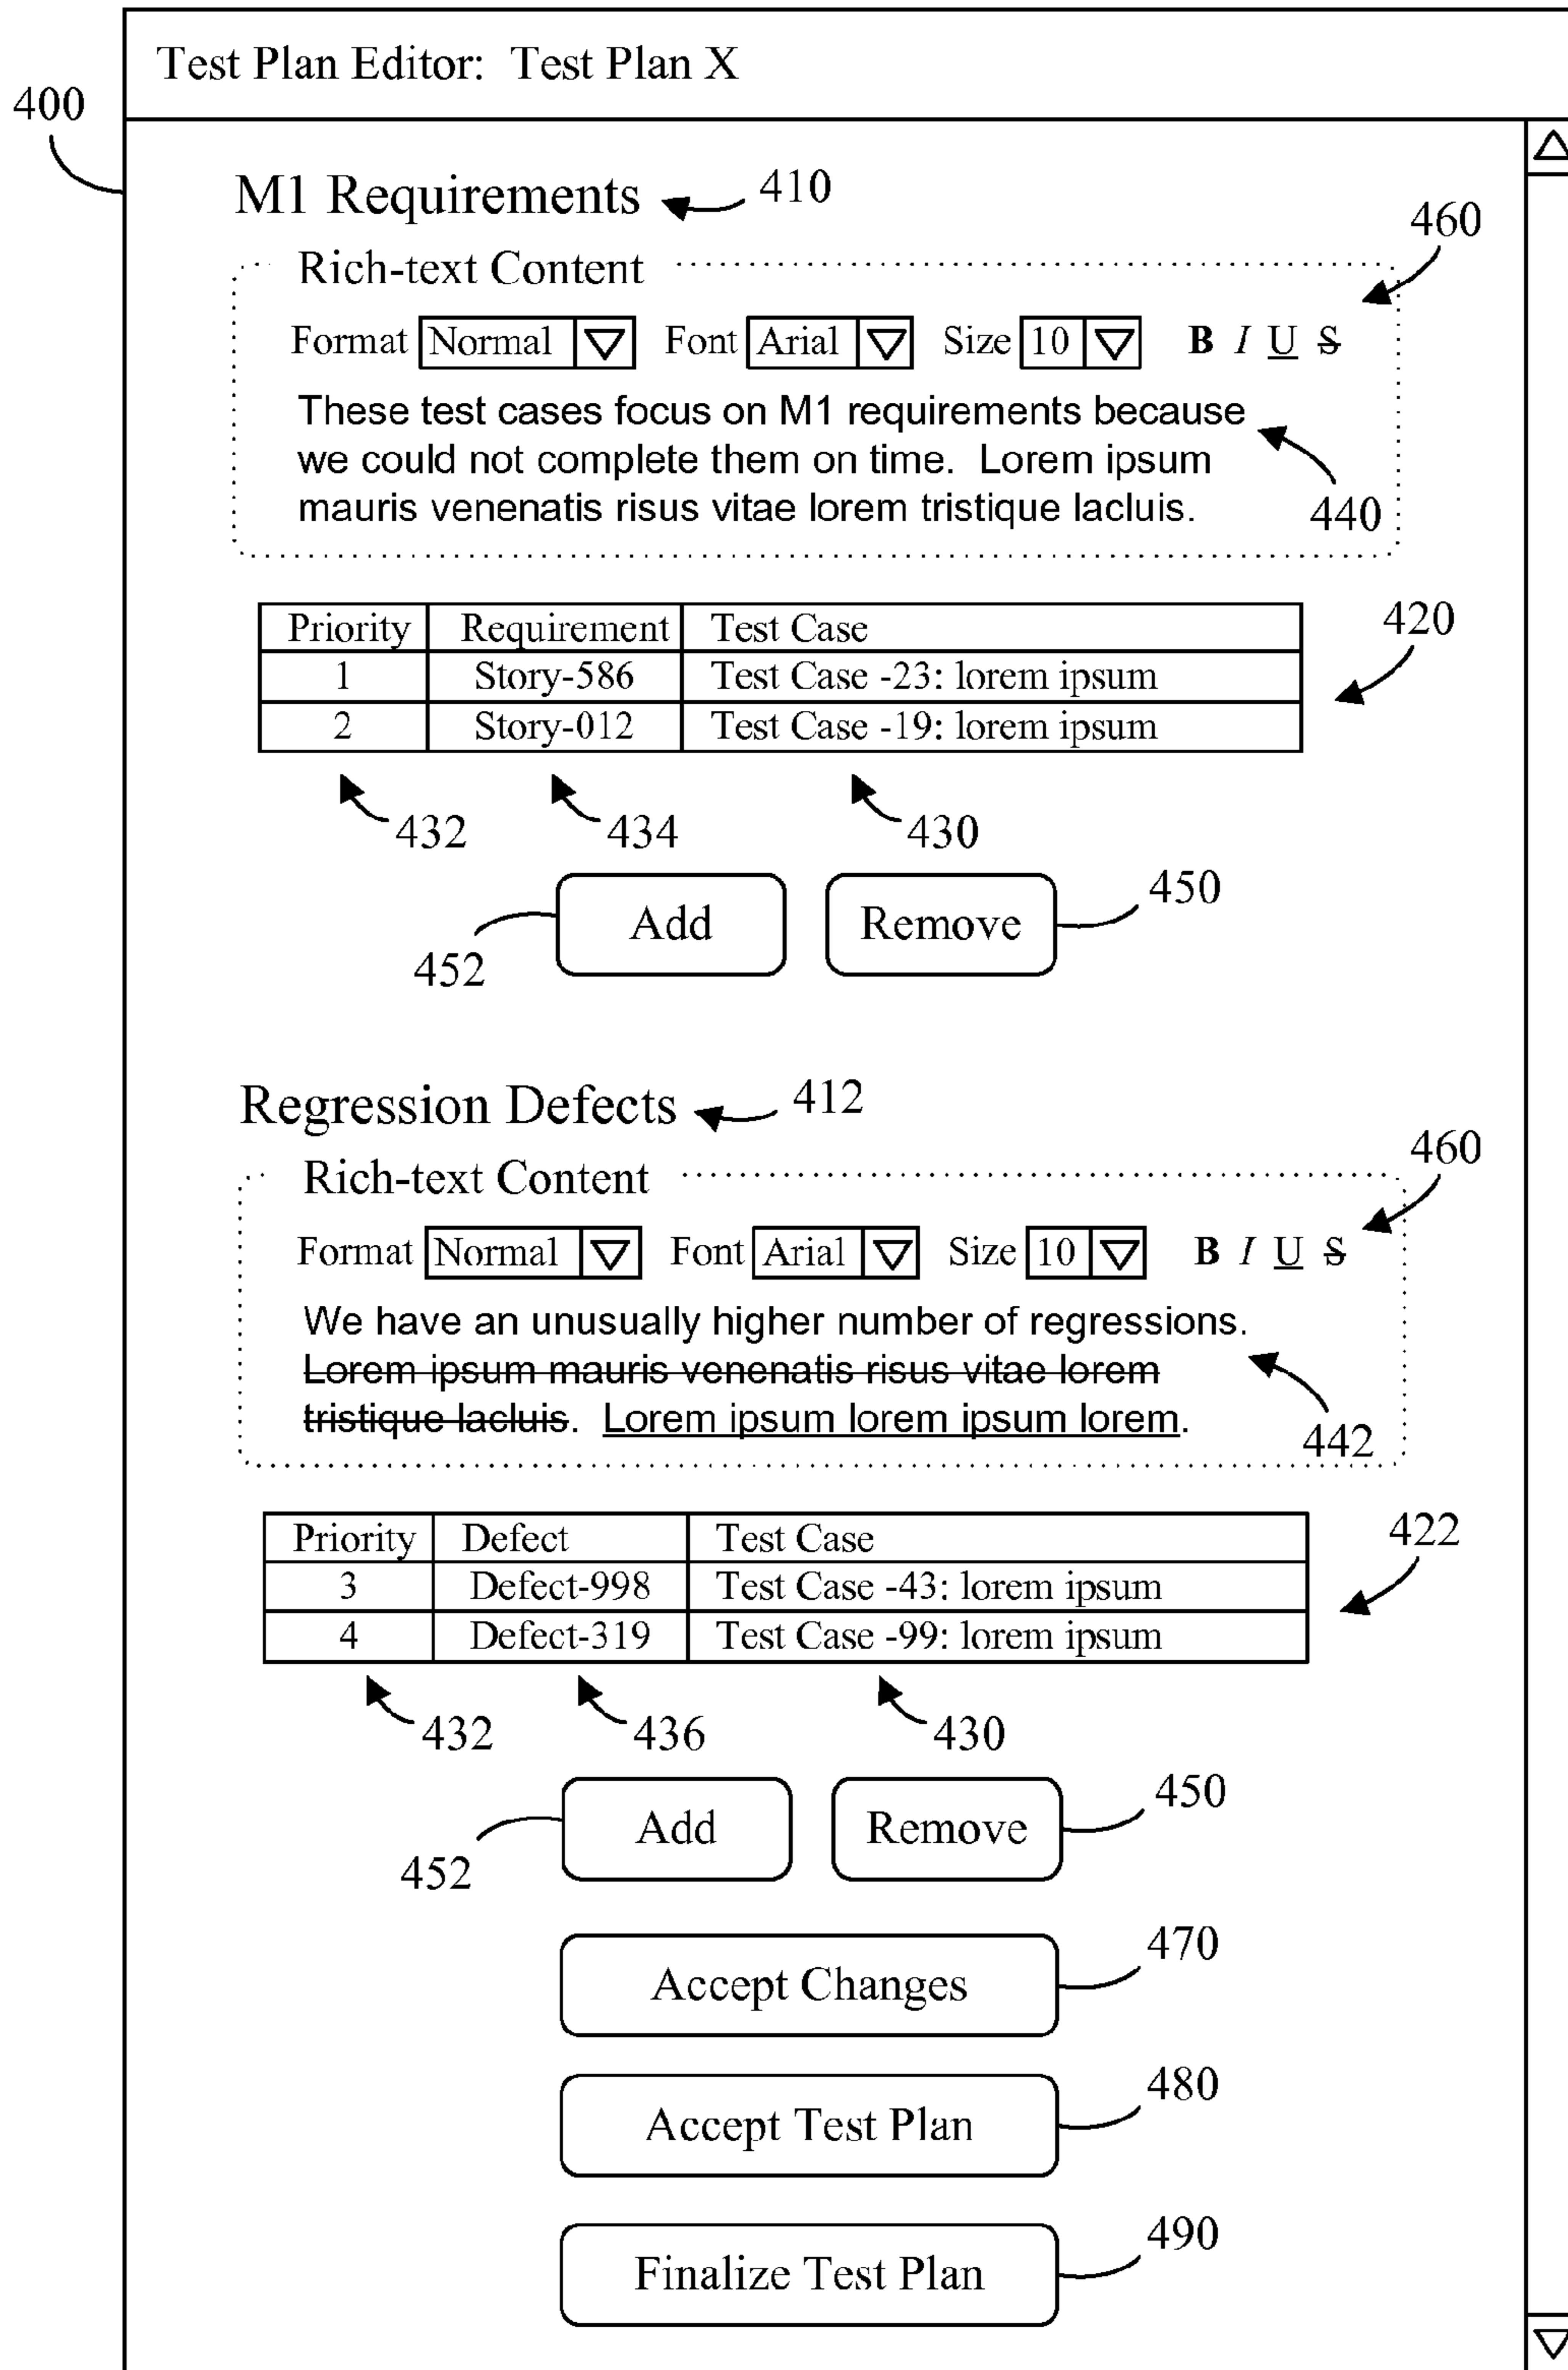 Test Plan Editor: Test Plan X
400
M1 Requirements 410
460
Rich-text Content
Format Normal Font Arial Size 10 B I U S
These test cases focus on M1 requirements because
we could not complete them on time. Lorem ipsum
mauris venenatis risus vitae lorem tristique lacluis.
440
Priority Requirement Test Case
420
1 Story-586 Test Case -23: lorem ipsum
2 Story-012 Test Case -19: lorem ipsum
432 434 430
Add Remove
450
452
Regression Defects 412
460
Rich-text Content
Format Normal Font Arial Size 10 B I U S
We have an unusually higher number of regressions.
Lorem ipsum mauris venenatis risus vitae lorem
tristique lacluis. Lorem ipsum lorem ipsum lorem.
442
Priority Defect Test Case
422
3 Defect-998 Test Case -43: lorem ipsum
4 Defect-319 Test Case -99: lorem ipsum
432 436 430
Add Remove
450
452
Accept Changes
470
Accept Test Plan
480
Finalize Test Plan
490